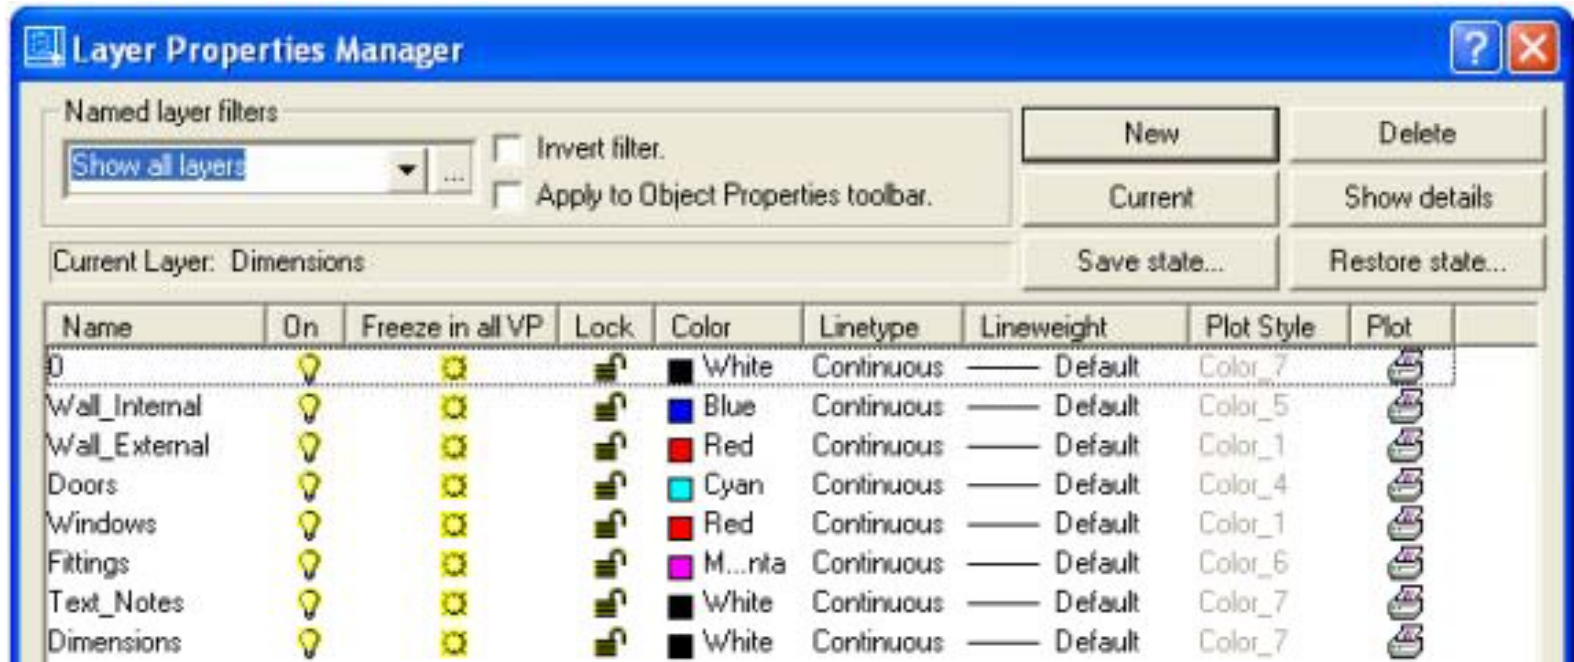 Layer Properties Manager
Named layer filters
Show all layers
...
Invert filter.
Apply to Object Properties toolbar.
New
Delete
Current
Show details
Current Layer: Dimensions
Save state...
Restore state...
Name On Freeze in all VP Lock Color Linetype Lineweight Plot Style Plot
0 White Continuous Default Color_7
Wall_Internal Blue Continuous Default Color_5
Wall_External Red Continuous Default Color_1
Doors Cyan Continuous Default Color_4
Windows Red Continuous Default Color_1
Fittings M...nta Continuous Default Color_6
Text_Notes White Continuous Default Color_7
Dimensions White Continuous Default Color_7